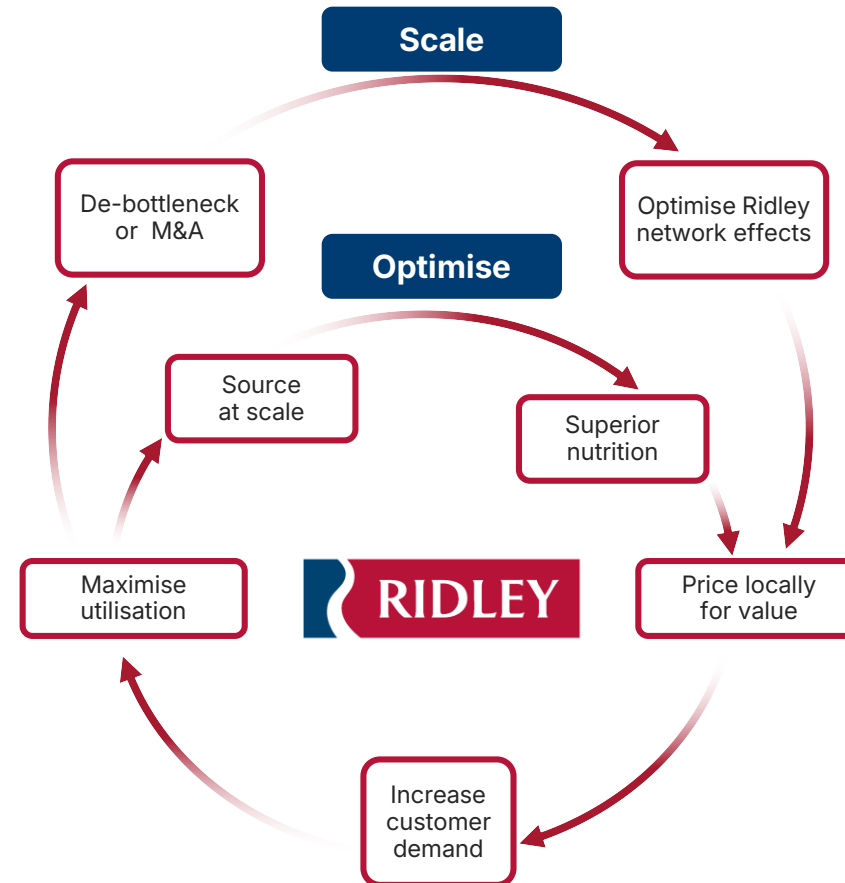 Scale
De-bottleneck
or M&A
Optimise Ridley
network effects
Optimise
Source
at scale
Superior
nutrition
Maximise
utilisation
RIDLEY
Price locally
for value
Increase
customer
demand